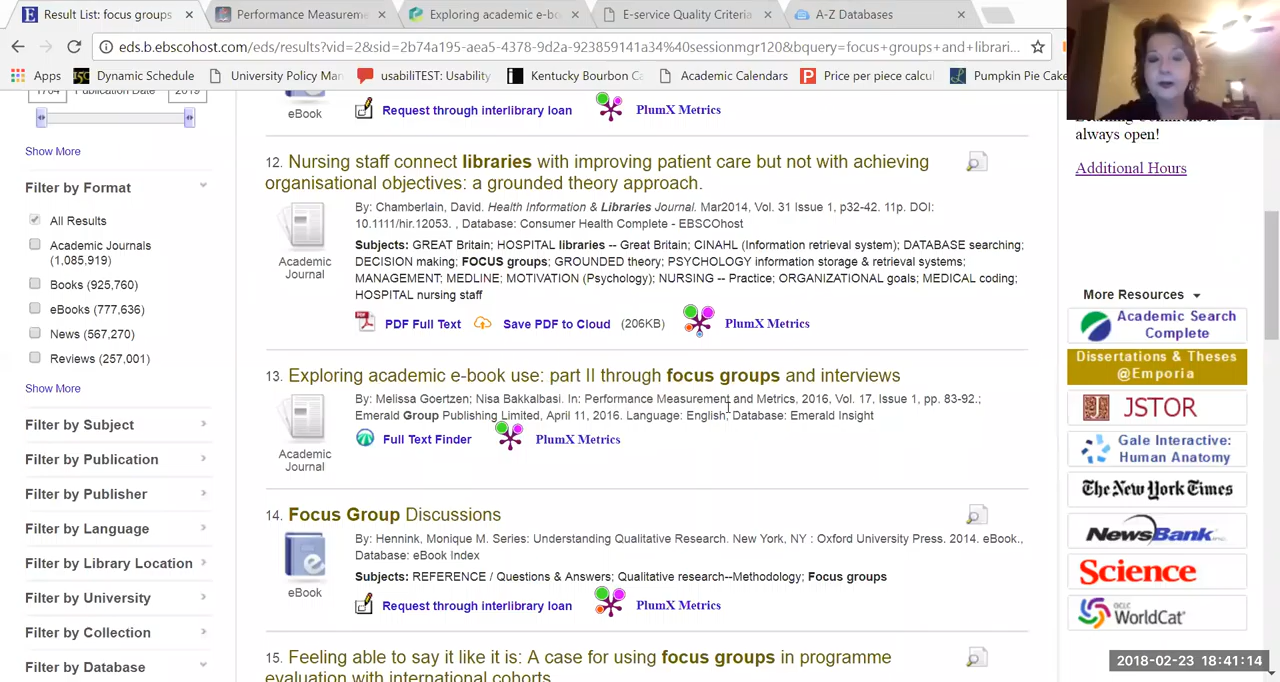 Result List: focus groups
Performance Measureme
Exploring academic e-bo
E-service Quality Criteria
A-Z Databases
eds.b.ebscohost.com/eds/results?vid=2&sid=2b74a195-aea5-4378-9d2a-923859141a34%40sessionmgr120&bquery=focus+groups+and+librari...
Apps
Dynamic Schedule
University Policy Man
usabiliTEST: Usability
Kentucky Bourbon C
Academic Calendars
Price per piece calcul
Pumpkin Pie Cake
Publication Date
2019
Show More
Filter by Format
All Results
Academic Journals
(1,085,919)
Books (925,760)
eBooks (777,636)
News (567,270)
Reviews (257,001)
Show More
Filter by Subject
Filter by Publication
Filter by Publisher
Filter by Language
Filter by Library Location
Filter by University
Filter by Collection
Filter by Database
eBook
Request through interlibrary loan
PlumX Metrics
12. Nursing staff connect libraries with improving patient care but not with achieving
organisational objectives: a grounded theory approach.
Academic
Journal
By: Chamberlain, David. Health Information & Libraries Journal. Mar2014, Vol. 31 Issue 1, p32-42. 11p. DOI:
10.1111/hir.12053. , Database: Consumer Health Complete - EBSCOhost
Subjects: GREAT Britain; HOSPITAL libraries -- Great Britain; CINAHL (Information retrieval system); DATABASE searching;
DECISION making; FOCUS groups; GROUNDED theory; PSYCHOLOGY information storage & retrieval systems;
MANAGEMENT; MEDLINE; MOTIVATION (Psychology); NURSING -- Practice; ORGANIZATIONAL goals; MEDICAL coding;
HOSPITAL nursing staff
PDF Full Text
Save PDF to Cloud (206KB)
PlumX Metrics
13. Exploring academic e-book use: part II through focus groups and interviews
Academic
Journal
By: Melissa Goertzen; Nisa Bakkalbasi. In: Performance Measurement and Metrics, 2016, Vol. 17, Issue 1, pp. 83-92.;
Emerald Group Publishing Limited, April 11, 2016. Language: English, Database: Emerald Insight
Full Text Finder
PlumX Metrics
14. Focus Group Discussions
eBook
By: Hennink, Monique M. Series: Understanding Qualitative Research. New York, NY : Oxford University Press. 2014. eBook.,
Database: eBook Index
Subjects: REFERENCE / Questions & Answers; Qualitative research--Methodology; Focus groups
Request through interlibrary loan
PlumX Metrics
15. Feeling able to say it like it is: A case for using focus groups in programme
evaluation with international cohorts
always open!
Additional Hours
More Resources
Academic Search
Complete
Dissertations & Theses
@Emporia
JSTOR
Gale Interactive:
Human Anatomy
The New York Times
NewsBank
Science
OCLC
WorldCat
2018-02-23 18:41:14